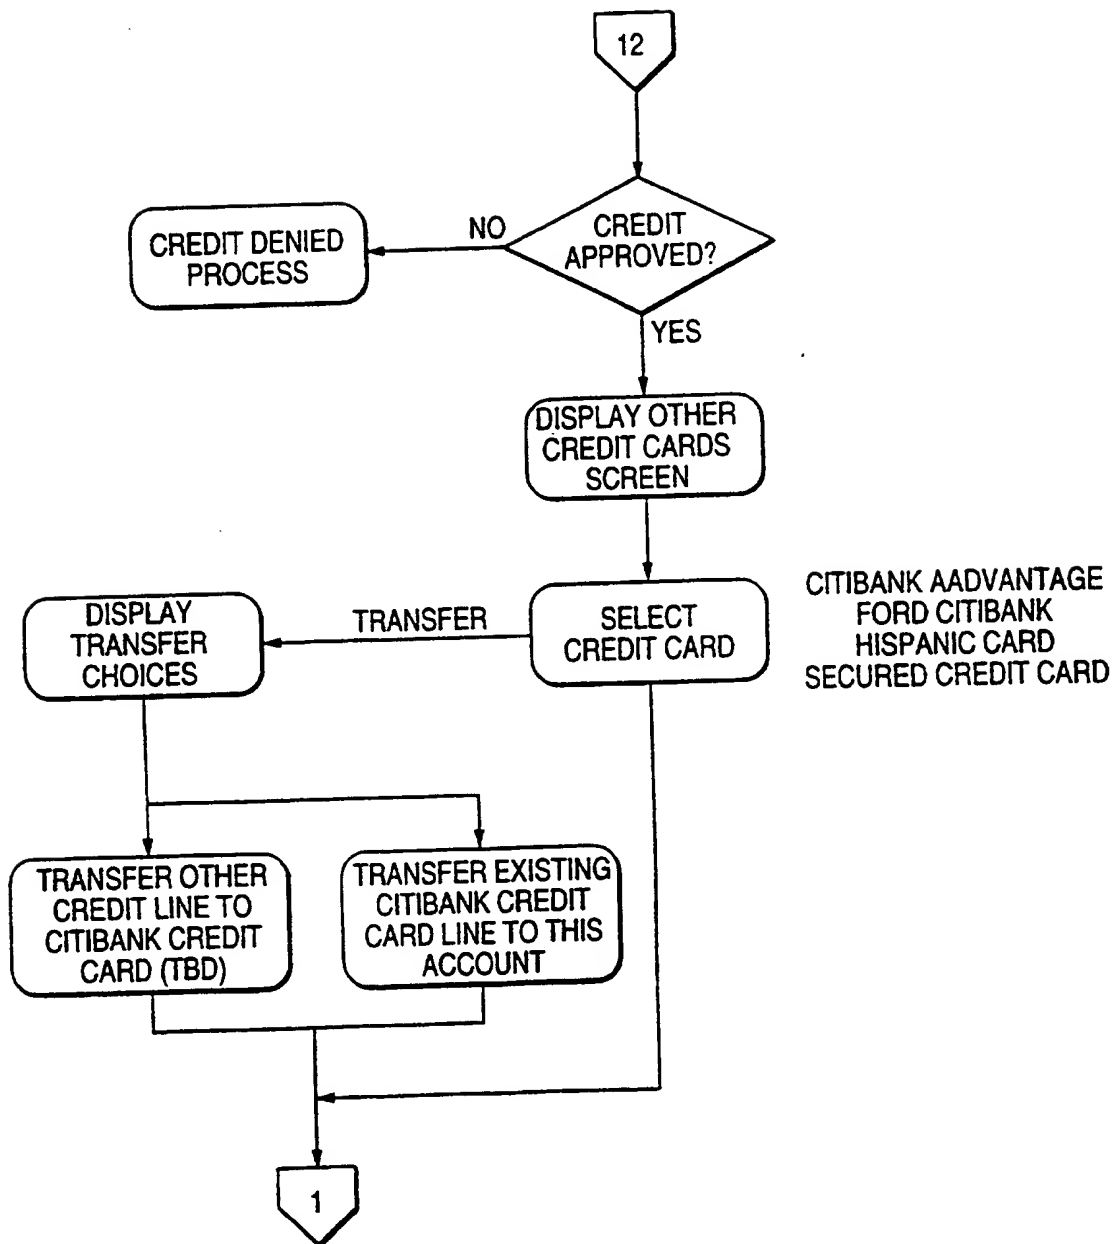 12
CREDIT
APPROVED?
NO
CREDIT DENIED
PROCESS
YES
DISPLAY OTHER
CREDIT CARDS
SCREEN
SELECT
CREDIT CARD
CITIBANK AADVANTAGE
FORD CITIBANK
HISPANIC CARD
SECURED CREDIT CARD
TRANSFER
DISPLAY
TRANSFER
CHOICES
TRANSFER OTHER
CREDIT LINE TO
CITIBANK CREDIT
CARD (TBD)
TRANSFER EXISTING
CITIBANK CREDIT
CARD LINE TO THIS
ACCOUNT
1